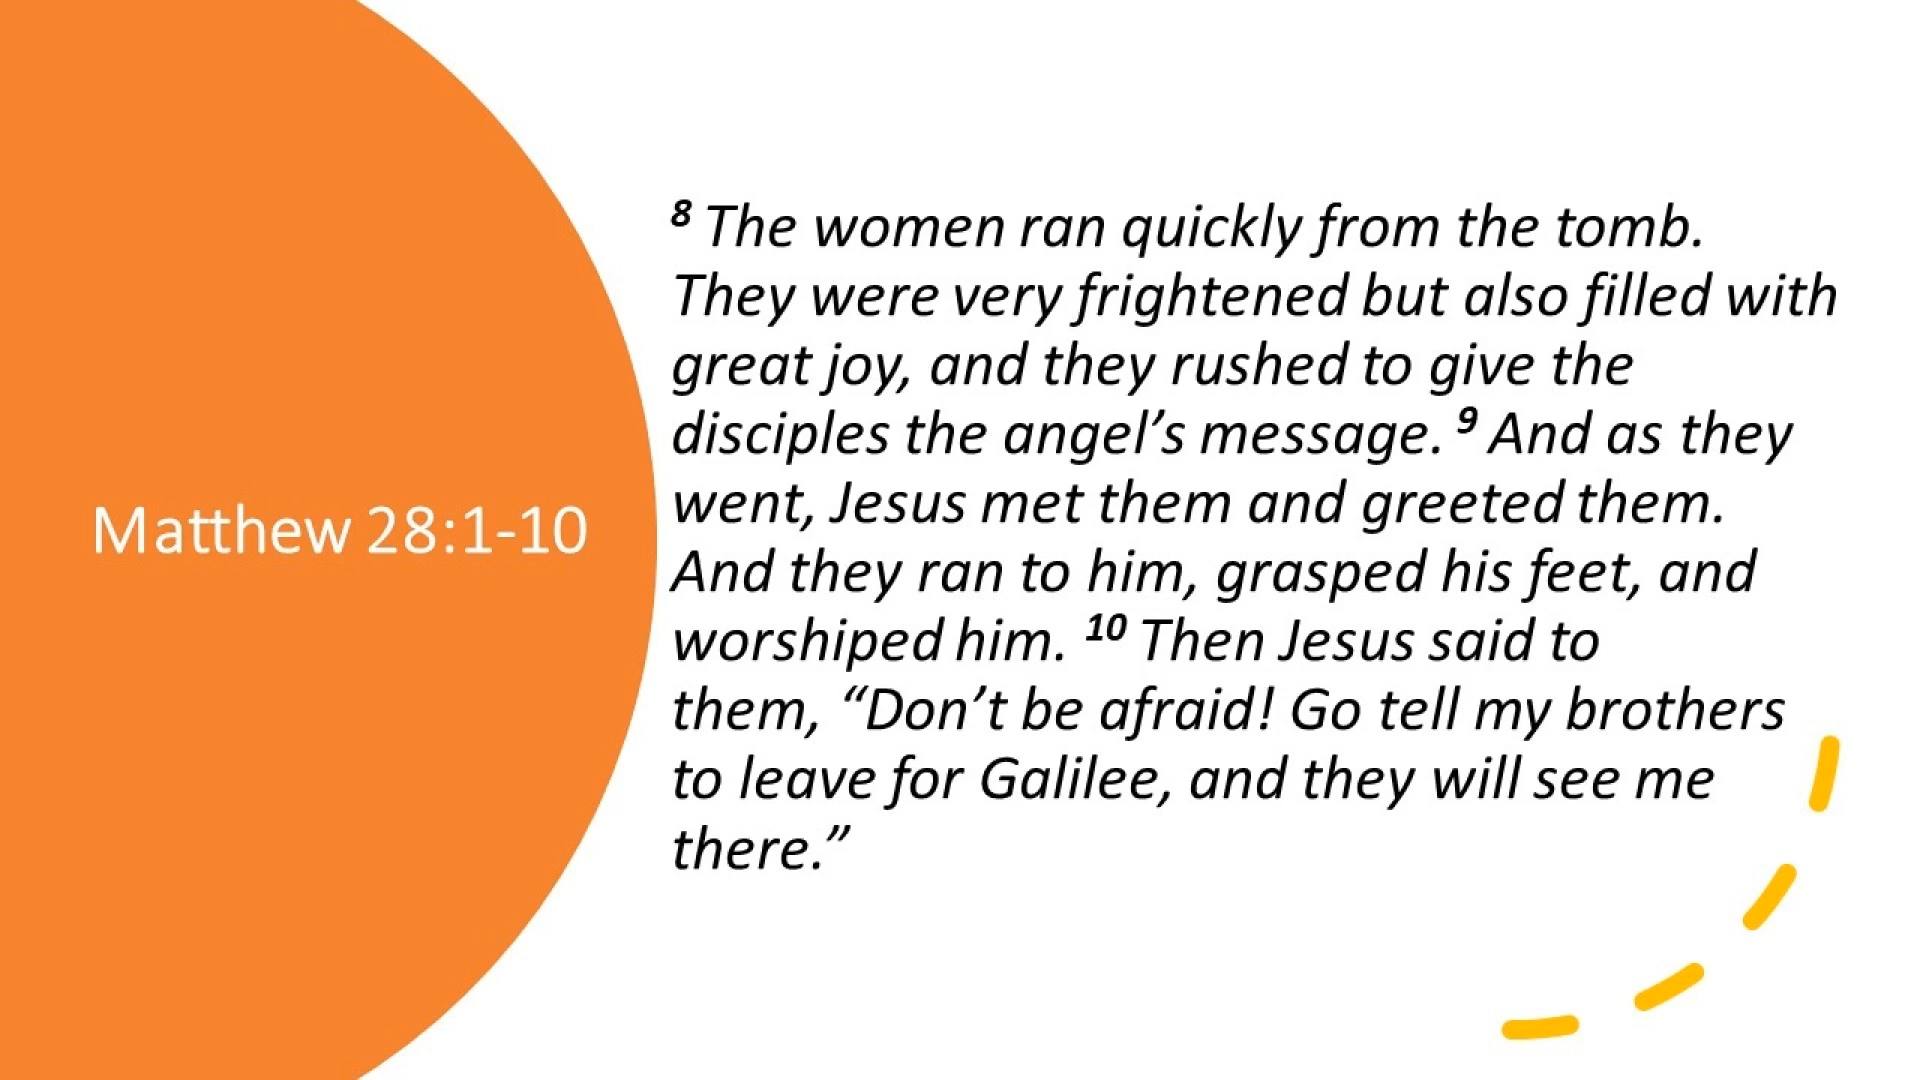 Matthew 28:1-10
8 The women ran quickly from the tomb.
They were very frightened but also filled with
great joy, and they rushed to give the
disciples the angel’s message. 9 And as they
went, Jesus met them and greeted them.
And they ran to him, grasped his feet, and
worshiped him. 10 Then Jesus said to
them, “Don’t be afraid! Go tell my brothers
to leave for Galilee, and they will see me
there.”